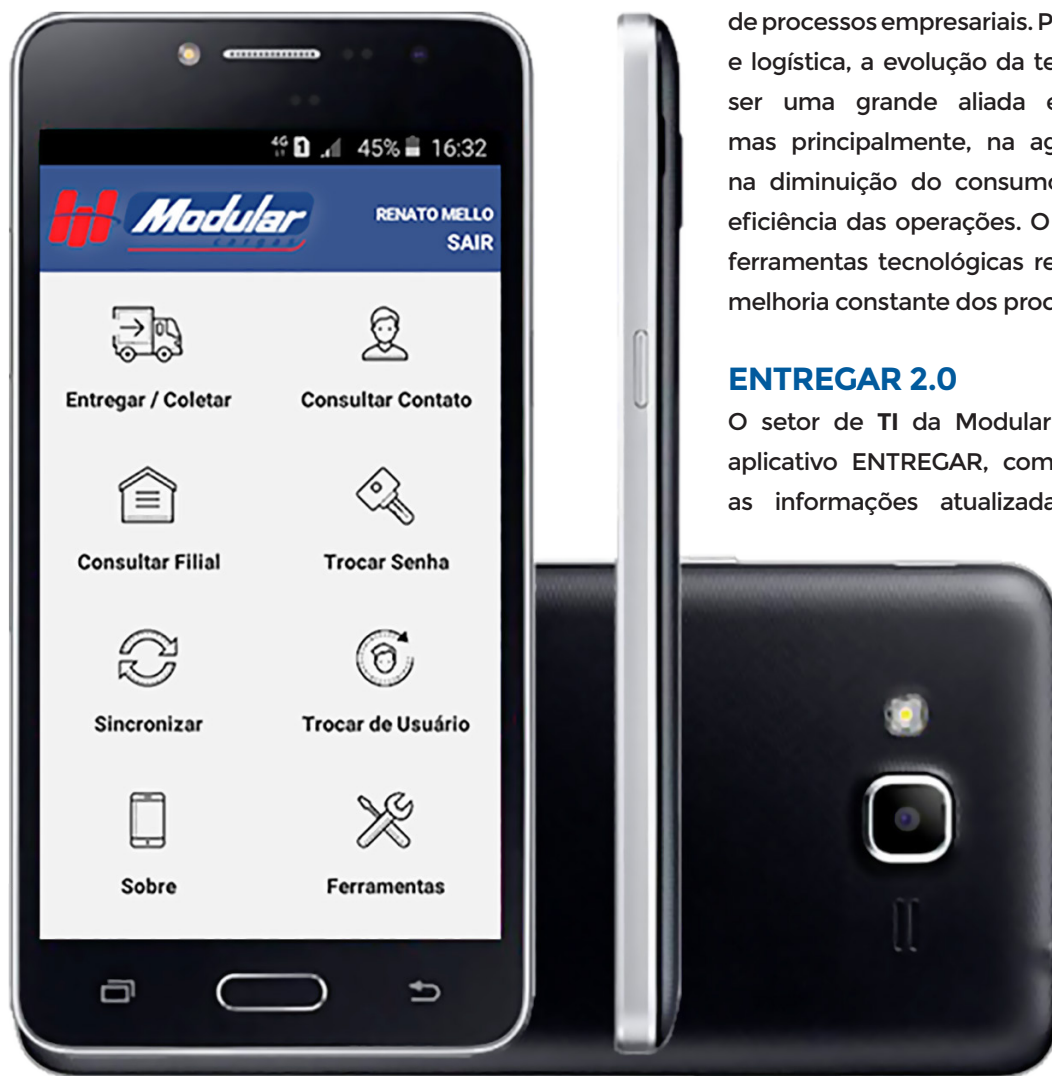 4G 1 45% 16:32
Modular
cargas
RENATO MELLO
SAIR
Entregar / Coletar
Consultar Contato
Consultar Filial
Trocar Senha
Sincronizar
Trocar de Usuário
Sobre
Ferramentas
de processos empresariais. P
e logística, a evolução da te
ser uma grande aliada e
mas principalmente, na ag
na diminuição do consumo
eficiência das operações. O
ferramentas tecnológicas re
melhoria constante dos proc
ENTREGAR 2.0
O setor de TI da Modular
aplicativo ENTREGAR, com
as informações atualizada